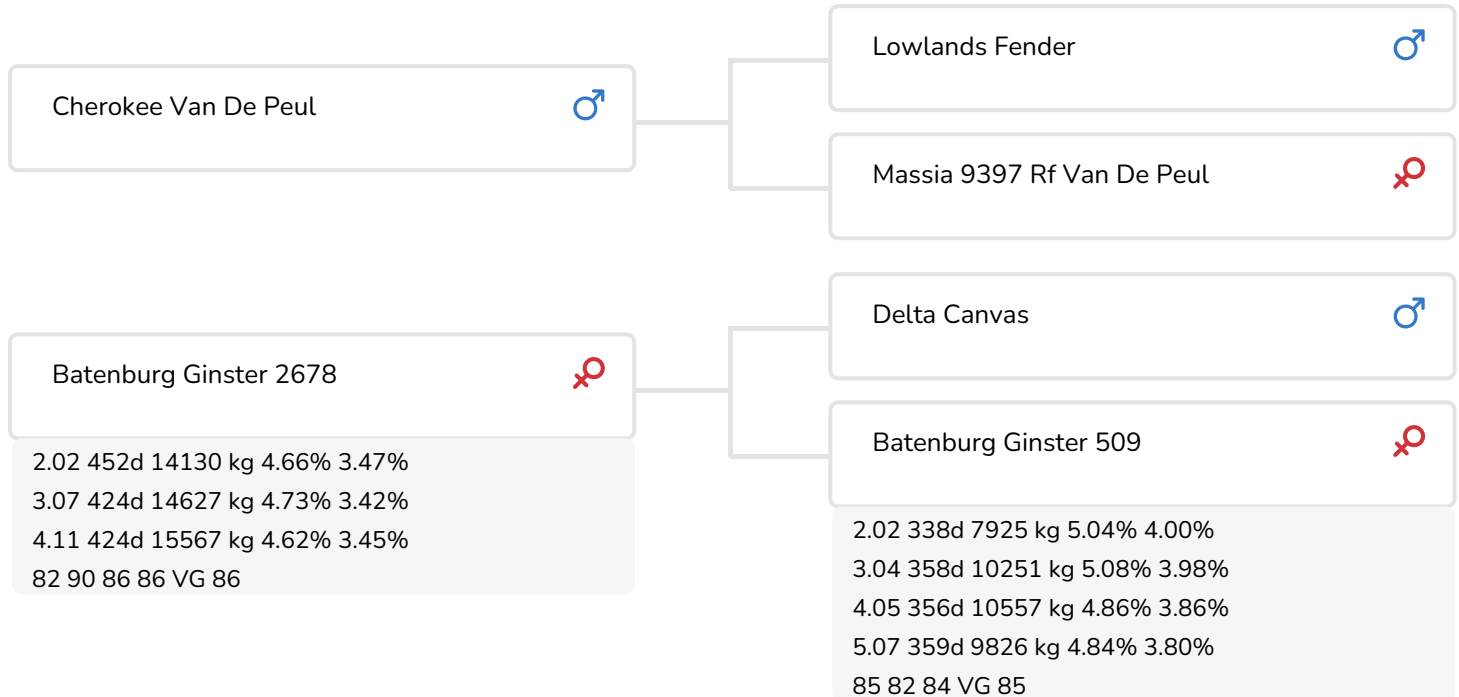 Cherokee Van De Peul
Lowlands Fender
Massia 9397 Rf Van De Peul
Batenburg Ginster 2678
2.02 452d 14130 kg 4.66% 3.47%
3.07 424d 14627 kg 4.73% 3.42%
4.11 424d 15567 kg 4.62% 3.45%
82 90 86 86 VG 86
Delta Canvas
Batenburg Ginster 509
2.02 338d 7925 kg 5.04% 4.00%
3.04 358d 10251 kg 5.08% 3.98%
4.05 356d 10557 kg 4.86% 3.86%
5.07 359d 9826 kg 4.84% 3.80%
85 82 84 VG 85